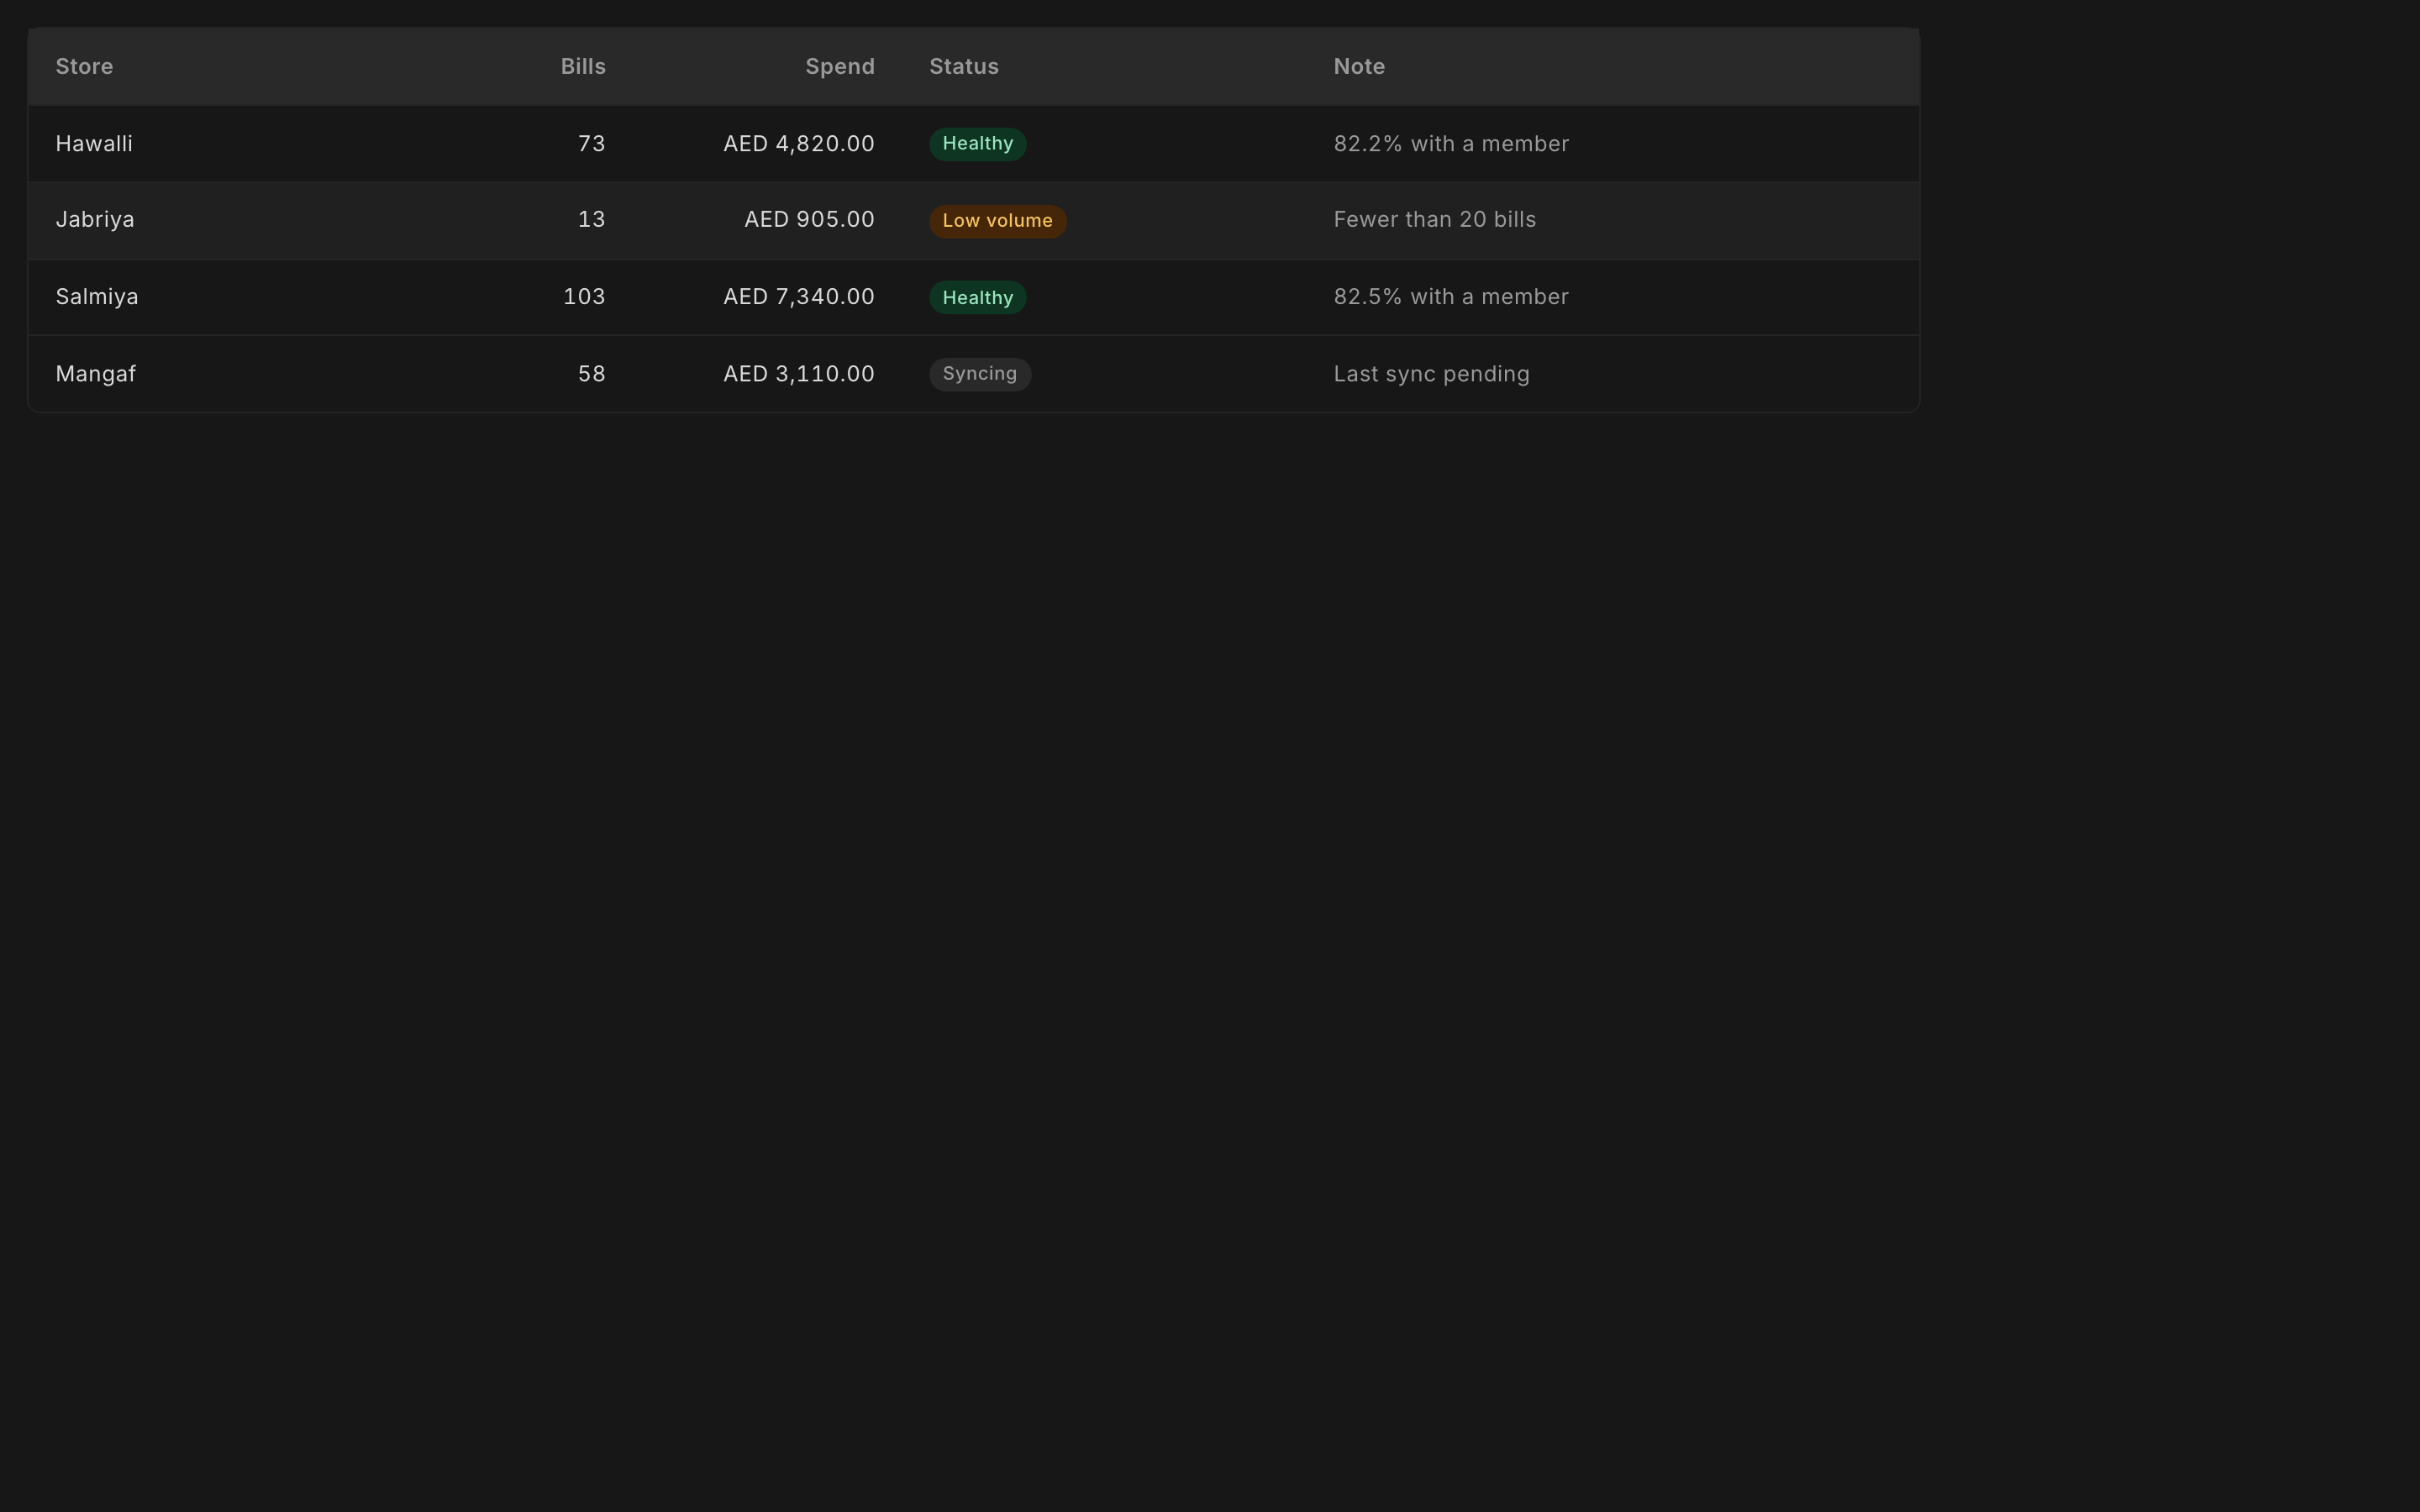 Store Bills Spend Status Note
Hawalli 73 AED 4,820.00 Healthy 82.2% with a member
Jabriya 13 AED 905.00 Low volume Fewer than 20 bills
Salmiya 103 AED 7,340.00 Healthy 82.5% with a member
Mangaf 58 AED 3,110.00 Syncing Last sync pending